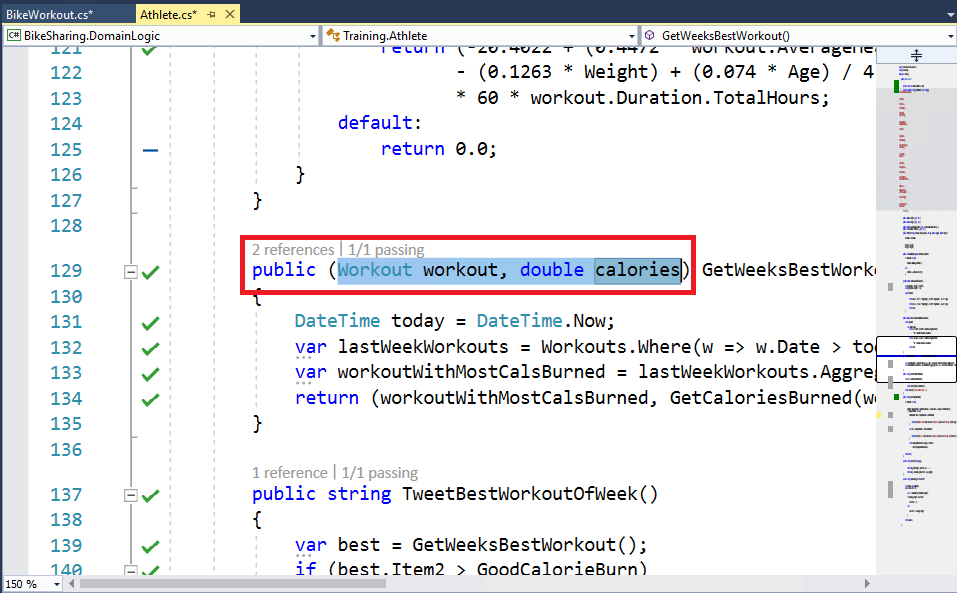 BikeWorkout.cs* Athlete.cs*
C# BikeSharing.DomainLogic Training.Athlete GetWeeksBestWorkout()
121 return (-20.4022 + (0.4472 * workout.AverageHea
122 - (0.1263 * Weight) + (0.074 * Age) / 4
123 * 60 * workout.Duration.TotalHours;
124 default:
125 return 0.0;
126 }
127 }
128
2 references | 1/1 passing
129 public (Workout workout, double calories) GetWeeksBestWorko
130 {
131 DateTime today = DateTime.Now;
132 var lastWeekWorkouts = Workouts.Where(w => w.Date > to
133 var workoutWithMostCalsBurned = lastWeekWorkouts.Aggreg
134 return (workoutWithMostCalsBurned, GetCaloriesBurned(wo
135 }
136
1 reference | 1/1 passing
137 public string TweetBestWorkoutOfWeek()
138 {
139 var best = GetWeeksBestWorkout();
140 if (best.Item2 > GoodCalorieBurn)
150 %